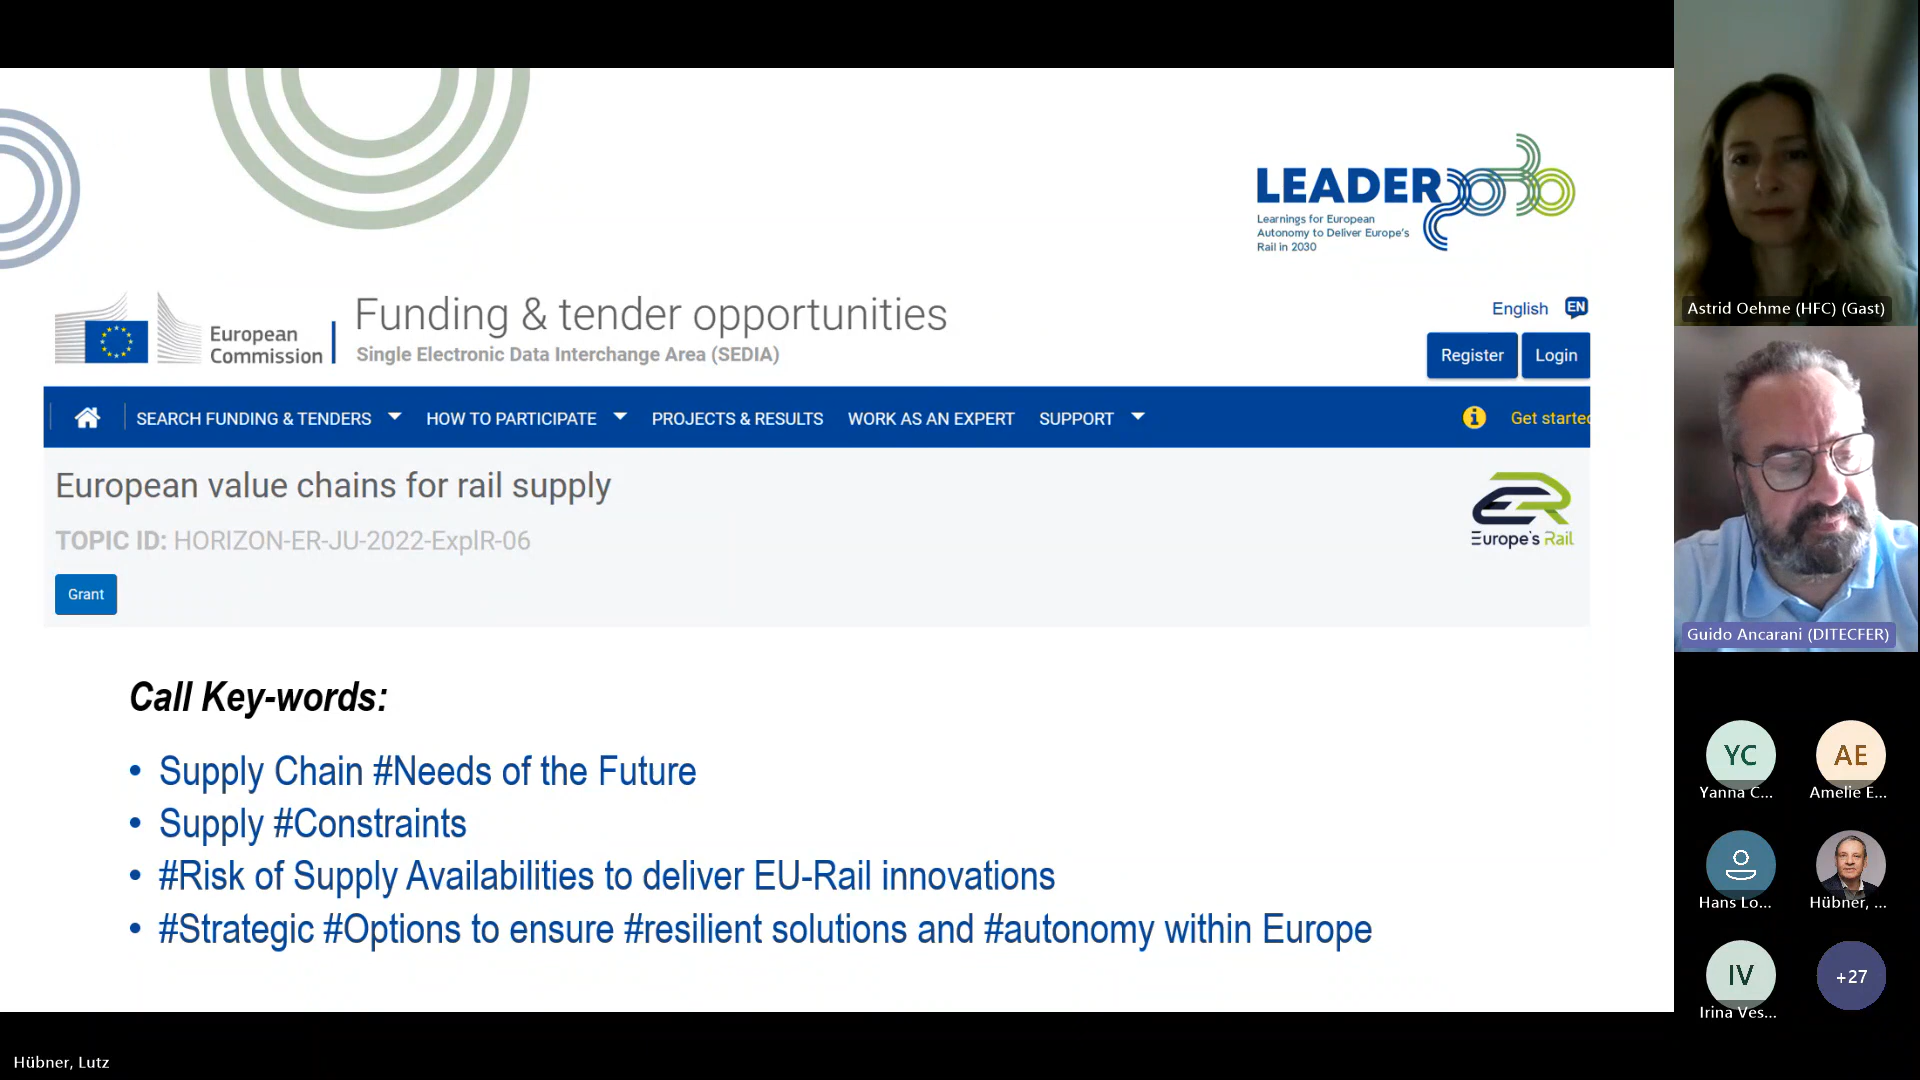 LEADER 2030
Learnings for European
Autonomy to Deliver Europe's
Rail in 2030
European
Commission
Funding & tender opportunities
Single Electronic Data Interchange Area (SEDIA)
English EN
Register Login
SEARCH FUNDING & TENDERS HOW TO PARTICIPATE PROJECTS & RESULTS WORK AS AN EXPERT SUPPORT Get started
European value chains for rail supply
TOPIC ID: HORIZON-ER-JU-2022-ExplR-06
Europe's Rail
Grant
Call Key-words:
• Supply Chain #Needs of the Future
• Supply #Constraints
• #Risk of Supply Availabilities to deliver EU-Rail innovations
• #Strategic #Options to ensure #resilient solutions and #autonomy within Europe
Hübner, Lutz
Astrid Oehme (HFC) (Gast)
Guido Ancarani (DITECFER)
YC
Yanna C...
AE
Amelie E...
Hans Lo...
Hübner, ...
IV
Irina Ves...
+27